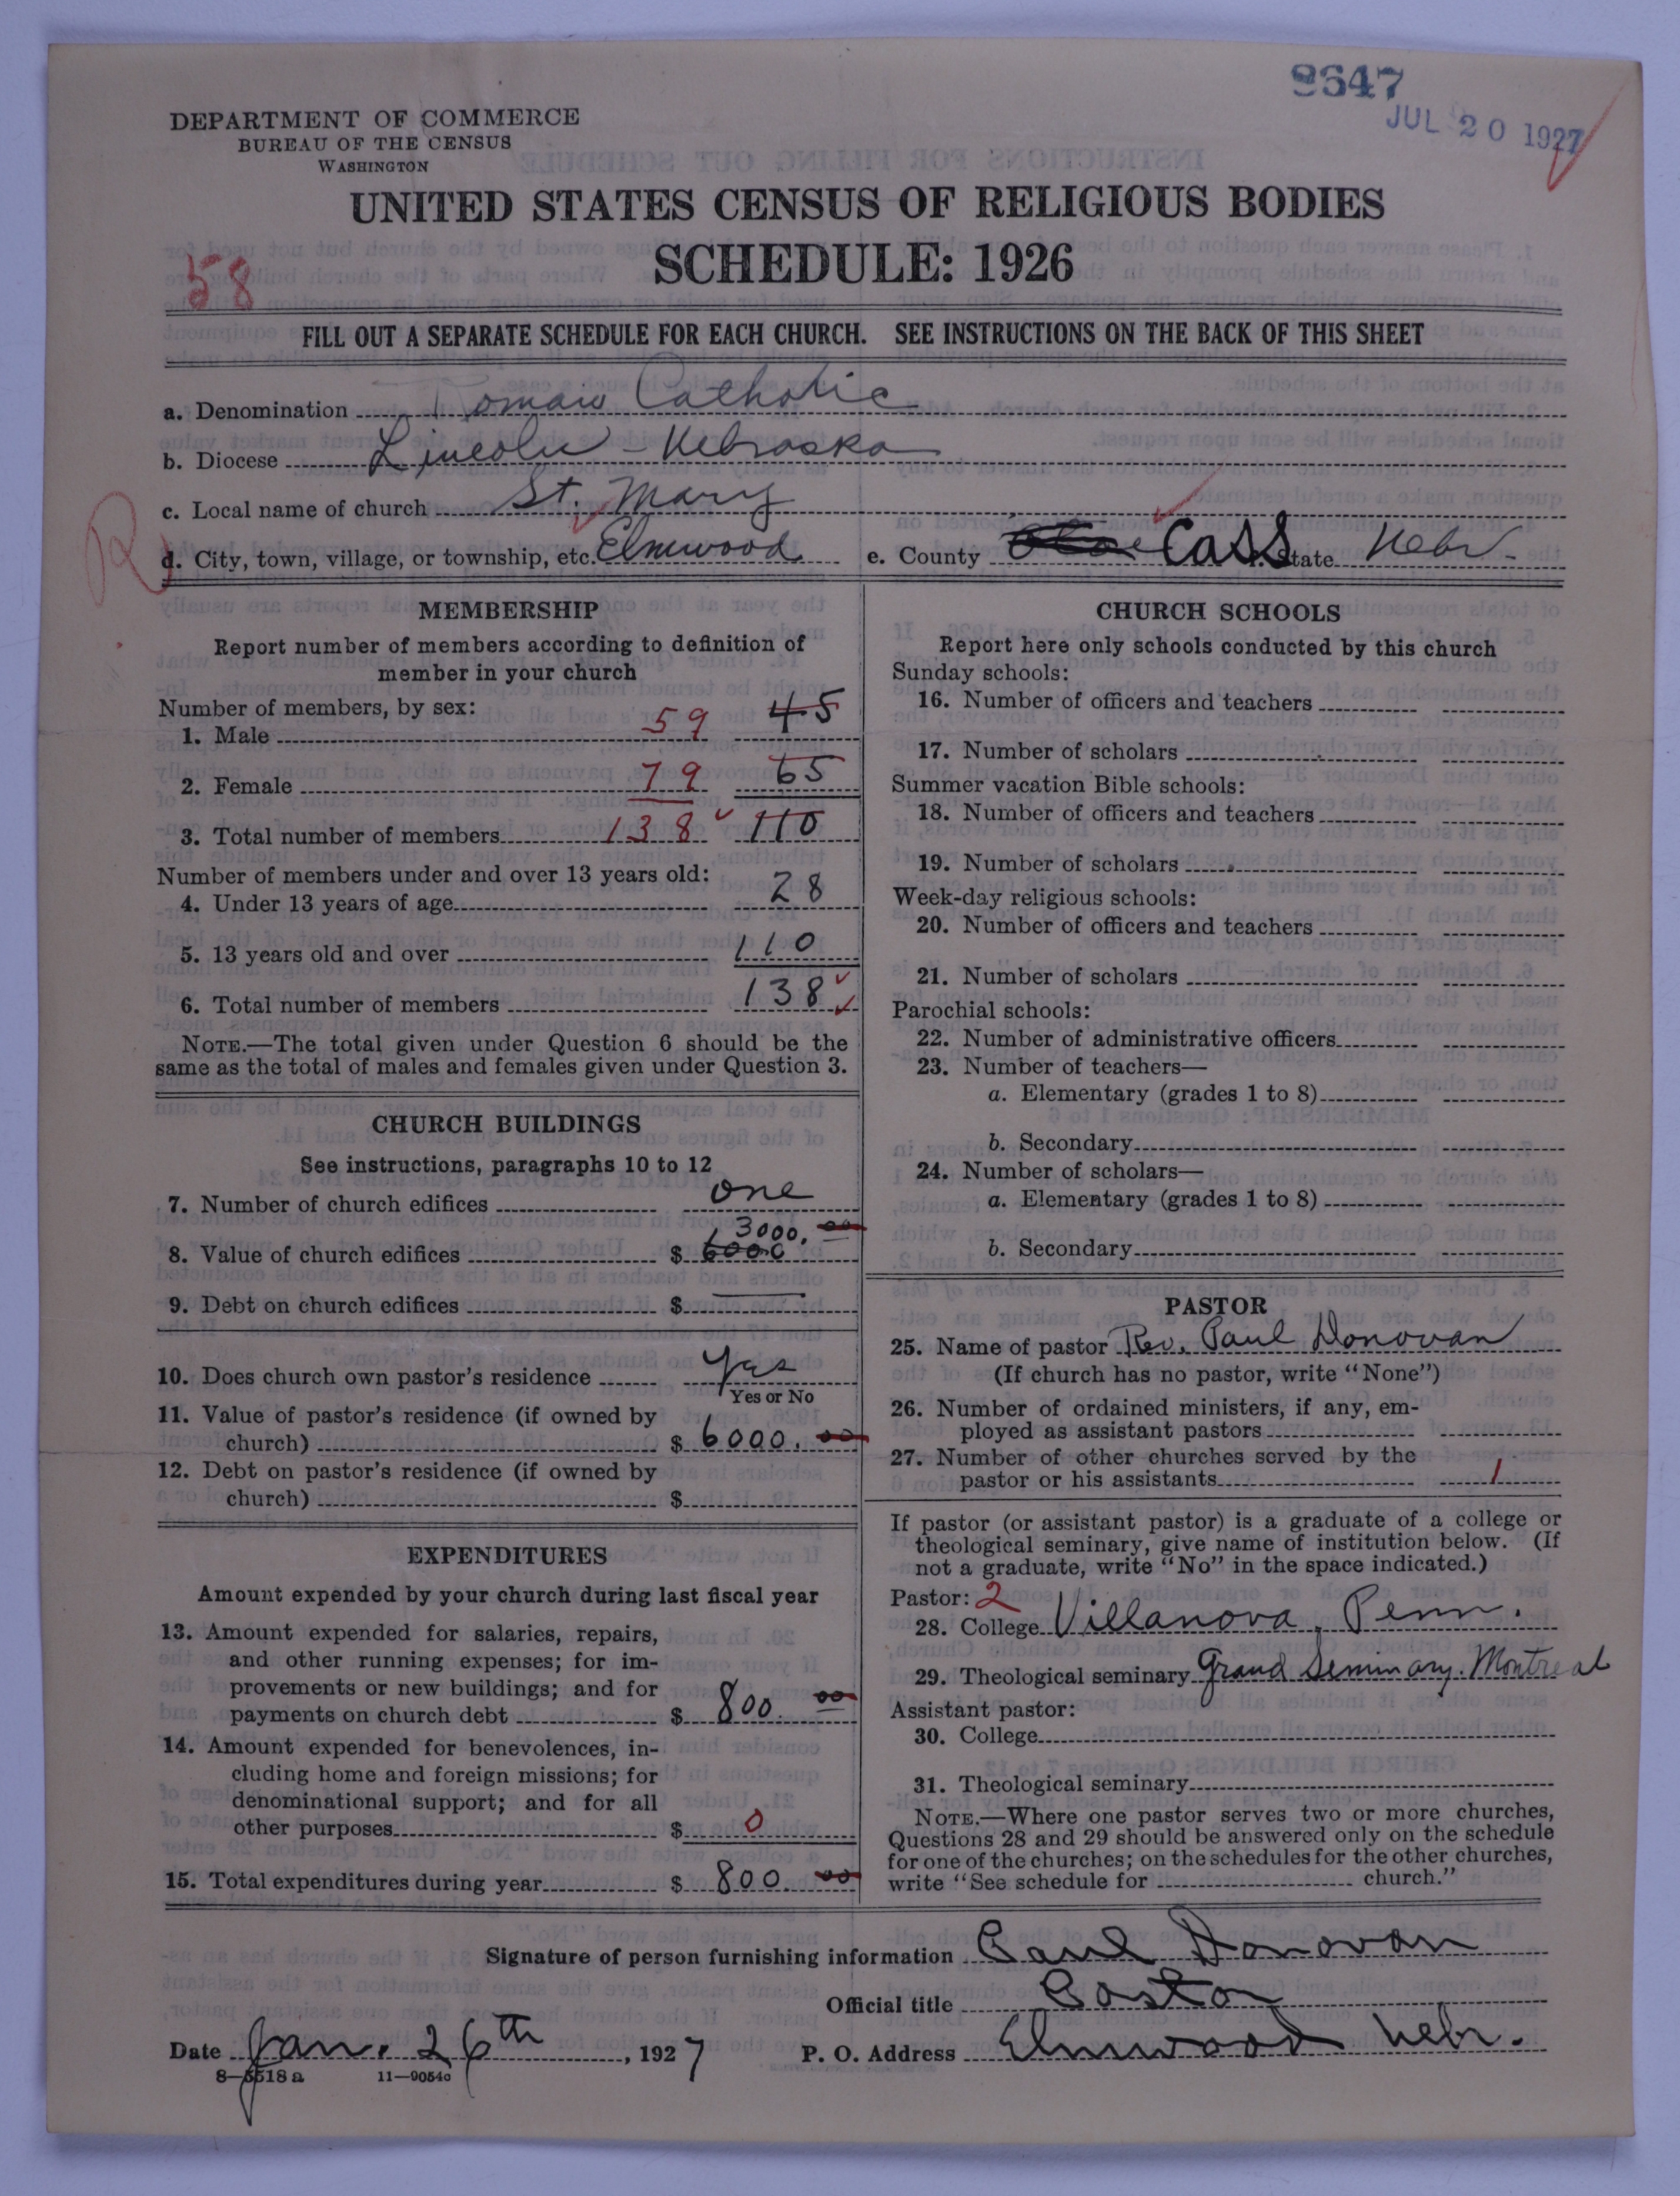 8647
JUL 20 1927
DEPARTMENT OF COMMERCE
BUREAU OF THE CENSUS
WASHINGTON
UNITED STATES CENSUS OF RELIGIOUS BODIES
SCHEDULE: 1926
58
FILL OUT A SEPARATE SCHEDULE FOR EACH CHURCH. SEE INSTRUCTIONS ON THE BACK OF THIS SHEET
a. Denomination Roman Catholic
b. Diocese Lincoln - Nebraska
c. Local name of church St. Mary
R
d. City, town, village, or township, etc. Elmwood e. County Cass State Nebr.
MEMBERSHIP
Report number of members according to definition of
member in your church
Number of members, by sex:
1. Male 59 45
2. Female 79 65
3. Total number of members 138 110
Number of members under and over 13 years old:
4. Under 13 years of age 28
5. 13 years old and over 110
6. Total number of members 138
NOTE.—The total given under Question 6 should be the
same as the total of males and females given under Question 3.
CHURCH BUILDINGS
See instructions, paragraphs 10 to 12
7. Number of church edifices one
3000.00
8. Value of church edifices $ 6000
9. Debt on church edifices $
10. Does church own pastor's residence Yes
Yes or No
11. Value of pastor's residence (if owned by
church) $ 6000.00
12. Debt on pastor's residence (if owned by
church) $
EXPENDITURES
Amount expended by your church during last fiscal year
13. Amount expended for salaries, repairs,
and other running expenses; for im-
provements or new buildings; and for
payments on church debt $ 800.00
14. Amount expended for benevolences, in-
cluding home and foreign missions; for
denominational support; and for all
other purposes $ 0
15. Total expenditures during year $ 800.00
CHURCH SCHOOLS
Report here only schools conducted by this church
Sunday schools:
16. Number of officers and teachers
17. Number of scholars
Summer vacation Bible schools:
18. Number of officers and teachers
19. Number of scholars
Week-day religious schools:
20. Number of officers and teachers
21. Number of scholars
Parochial schools:
22. Number of administrative officers
23. Number of teachers—
a. Elementary (grades 1 to 8)
b. Secondary
24. Number of scholars—
a. Elementary (grades 1 to 8)
b. Secondary
PASTOR
25. Name of pastor Rev. Paul Donovan
(If church has no pastor, write "None")
26. Number of ordained ministers, if any, em-
ployed as assistant pastors
27. Number of other churches served by the
pastor or his assistants 1
If pastor (or assistant pastor) is a graduate of a college or
theological seminary, give name of institution below. (If
not a graduate, write "No" in the space indicated.)
Pastor: 2
28. College Villanova, Penn.
29. Theological seminary Grand Seminary. Montreal
Assistant pastor:
30. College
31. Theological seminary
NOTE.—Where one pastor serves two or more churches,
Questions 28 and 29 should be answered only on the schedule
for one of the churches; on the schedules for the other churches,
write "See schedule for church."
Signature of person furnishing information Paul Donovan
Official title Pastor
Date Jan. 26th, 1927 P. O. Address Elmwood Nebr.
8—5518 a 11—9054c